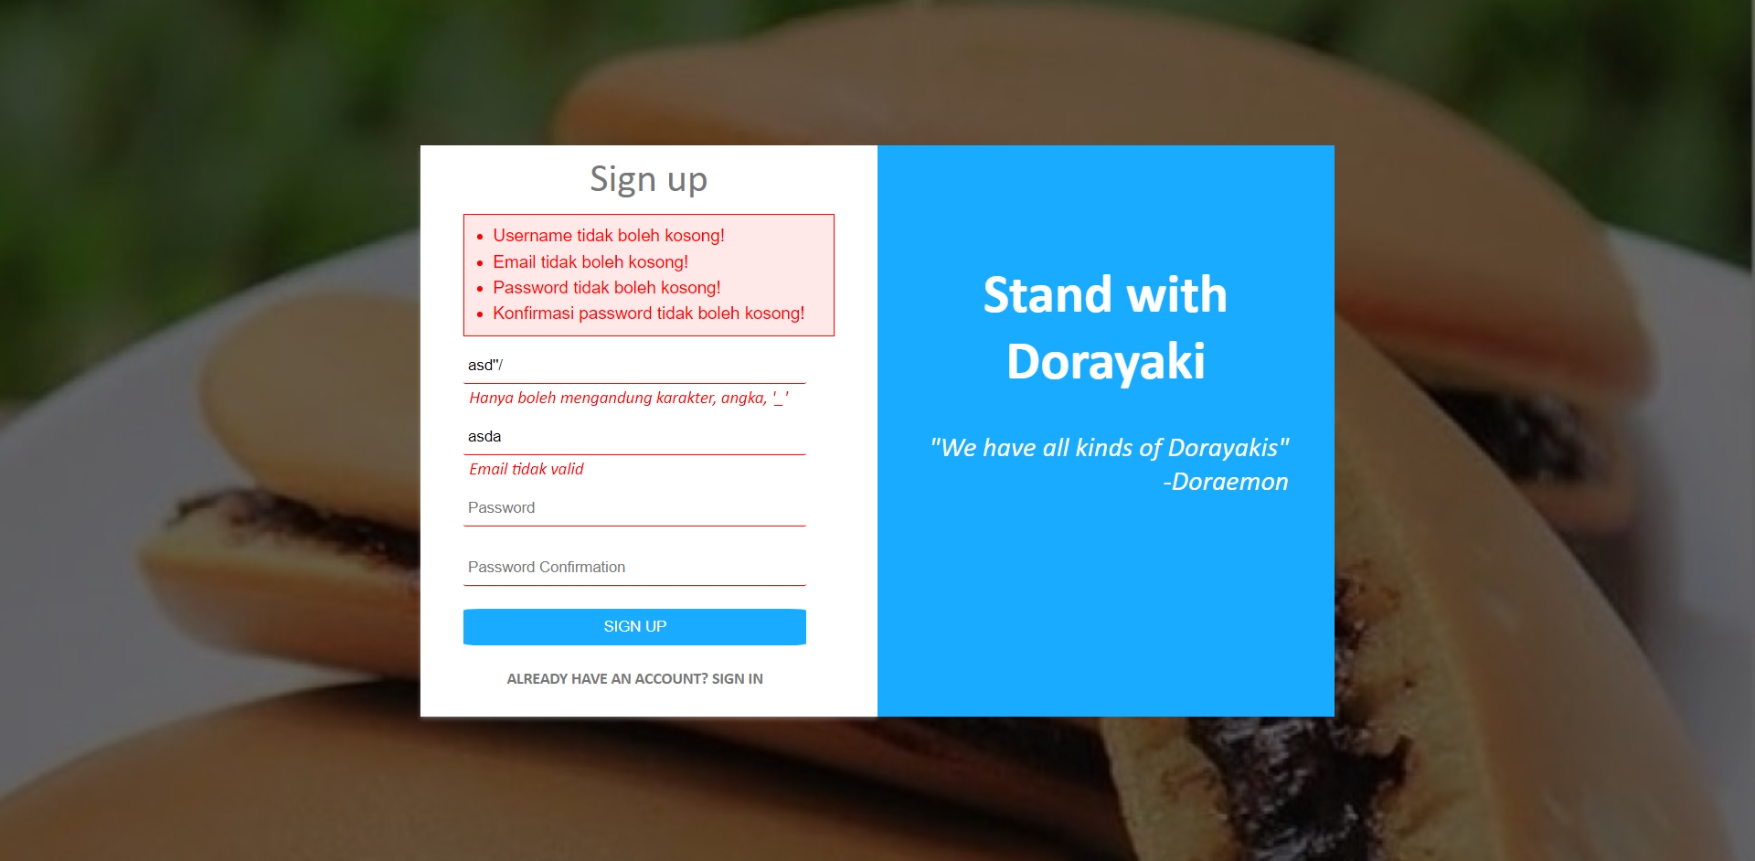 Sign up
Username tidak boleh kosong!
Email tidak boleh kosong!
Password tidak boleh kosong!
Konfirmasi password tidak boleh kosong!
asd"/
Hanya boleh mengandung karakter, angka, '_'
asda
Email tidak valid
Password
Password Confirmation
SIGN UP
ALREADY HAVE AN ACCOUNT? SIGN IN
Stand with
Dorayaki
"We have all kinds of Dorayakis"
-Doraemon